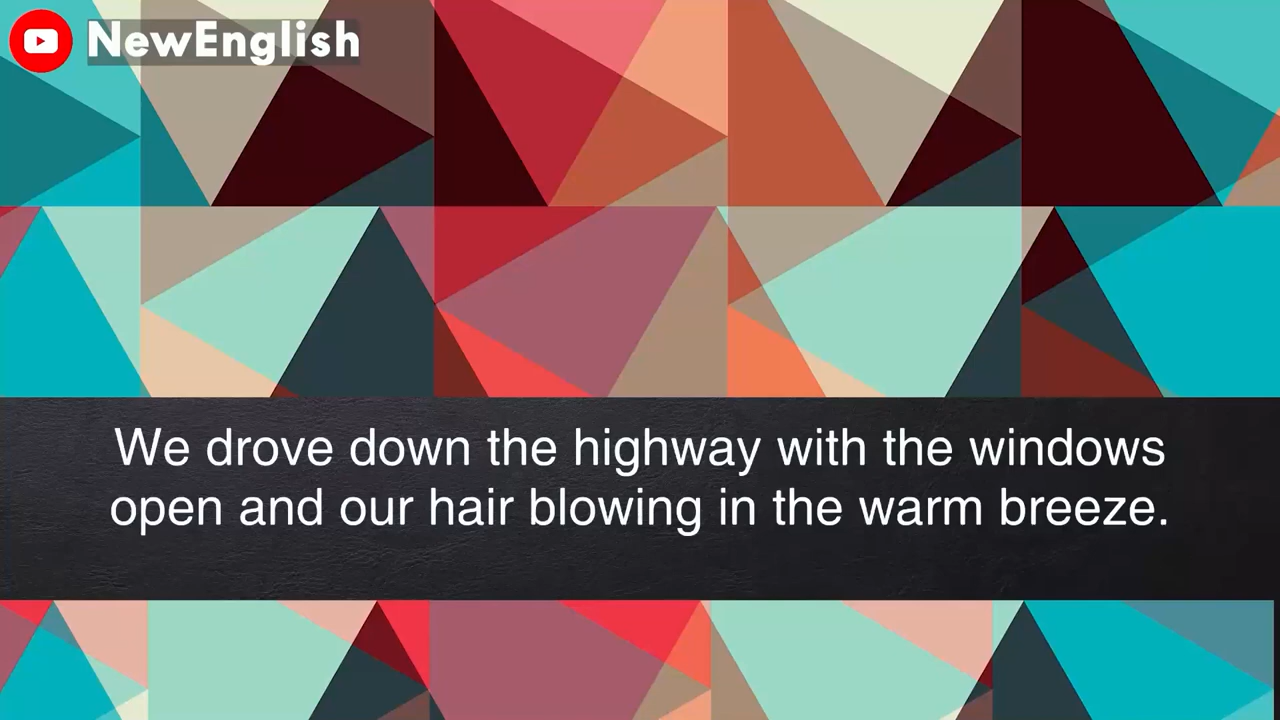 NewEnglish
We drove down the highway with the windows
open and our hair blowing in the warm breeze.